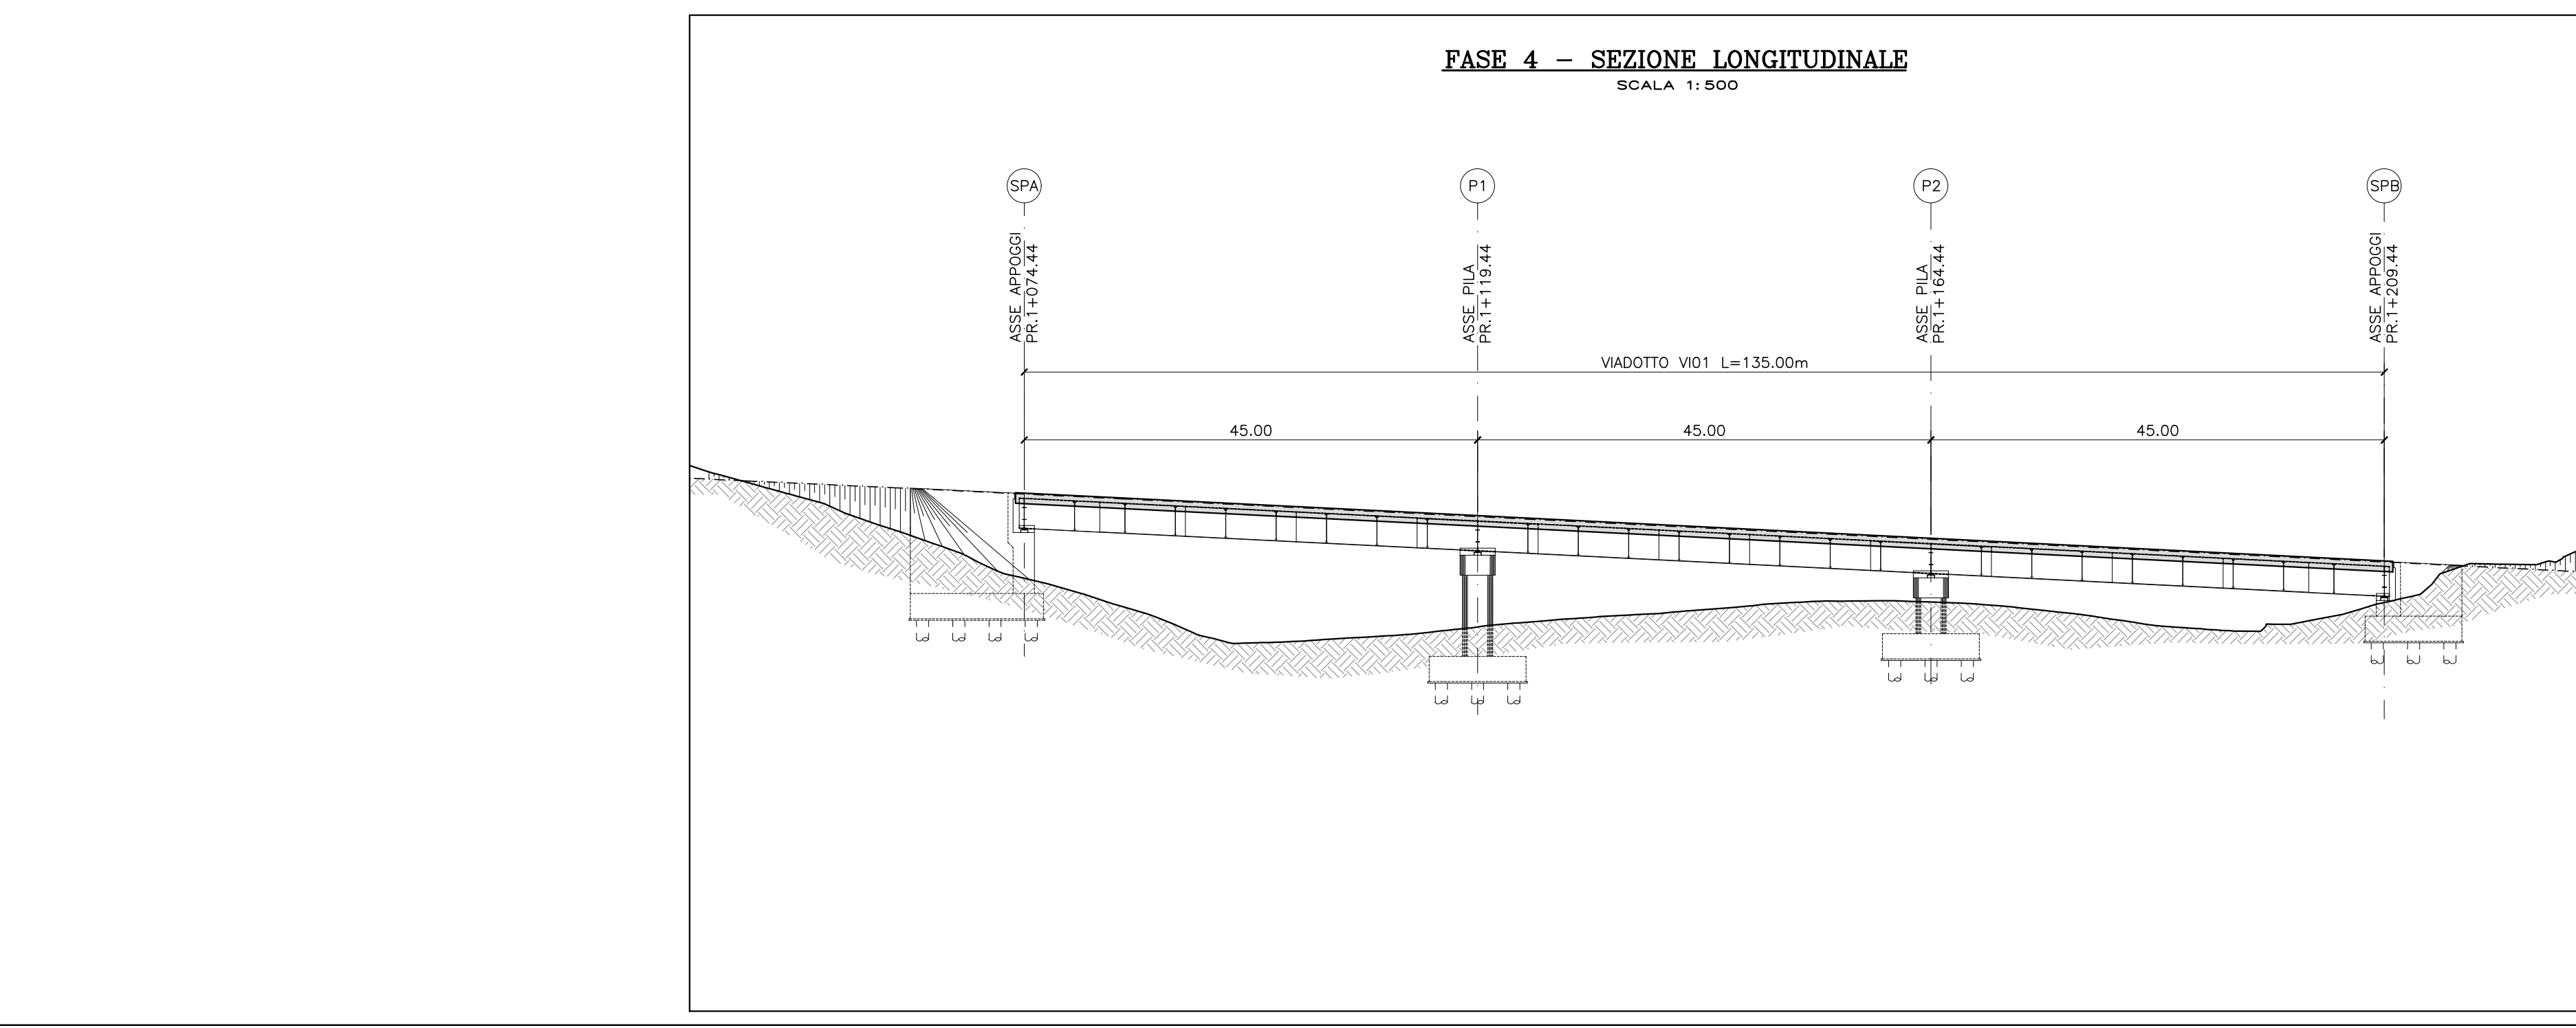 FASE 4 – SEZIONE LONGITUDINALE
SCALA 1:500
SPA
P1
P2
SPB
ASSE APPOGGI
PR.1+074.44
ASSE PILA
PR.1+119.44
ASSE PILA
PR.1+164.44
ASSE APPOGGI
PR.1+209.44
VIADOTTO VI01 L=135.00m
45.00
45.00
45.00